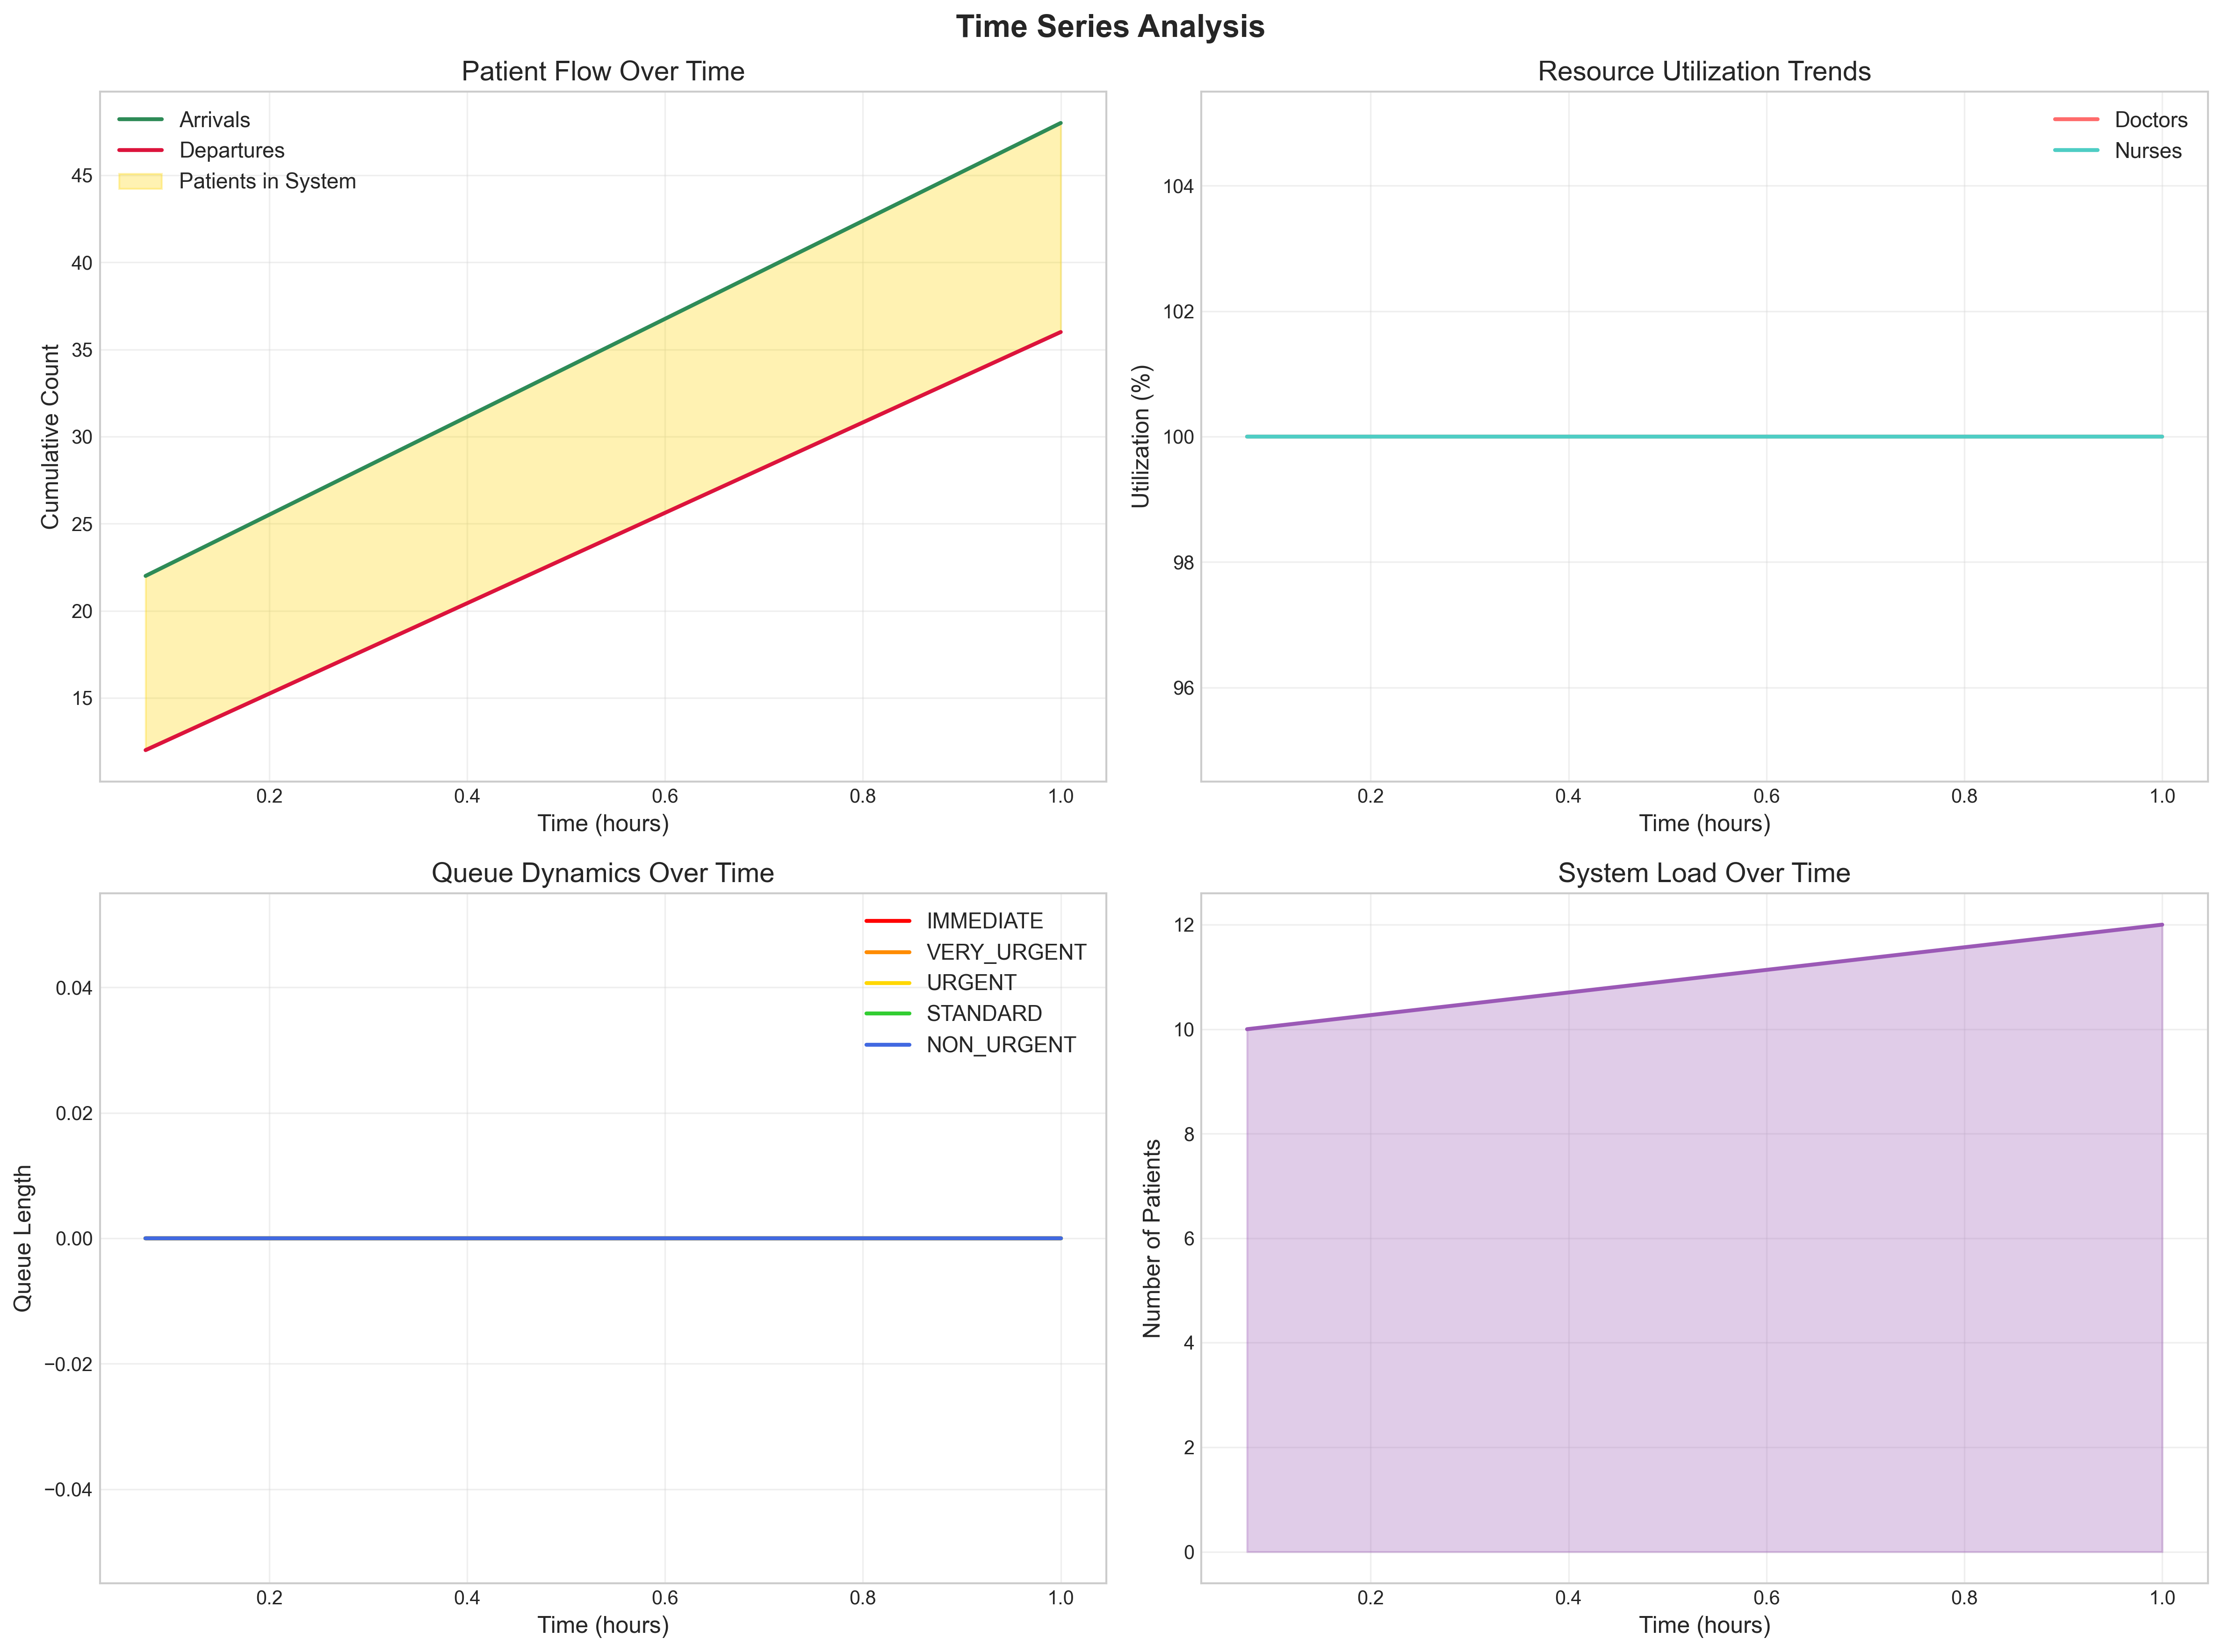 Time Series Analysis
Patient Flow Over Time
Arrivals
Departures
Patients in System
45
40
35
30
25
20
15
Cumulative Count
0.2 0.4 0.6 0.8 1.0
Time (hours)
Resource Utilization Trends
Doctors
Nurses
104
102
100
98
96
Utilization (%)
0.2 0.4 0.6 0.8 1.0
Time (hours)
Queue Dynamics Over Time
IMMEDIATE
VERY_URGENT
URGENT
STANDARD
NON_URGENT
0.04
0.02
0.00
−0.02
−0.04
Queue Length
0.2 0.4 0.6 0.8 1.0
Time (hours)
System Load Over Time
12
10
8
6
4
2
0
Number of Patients
0.2 0.4 0.6 0.8 1.0
Time (hours)